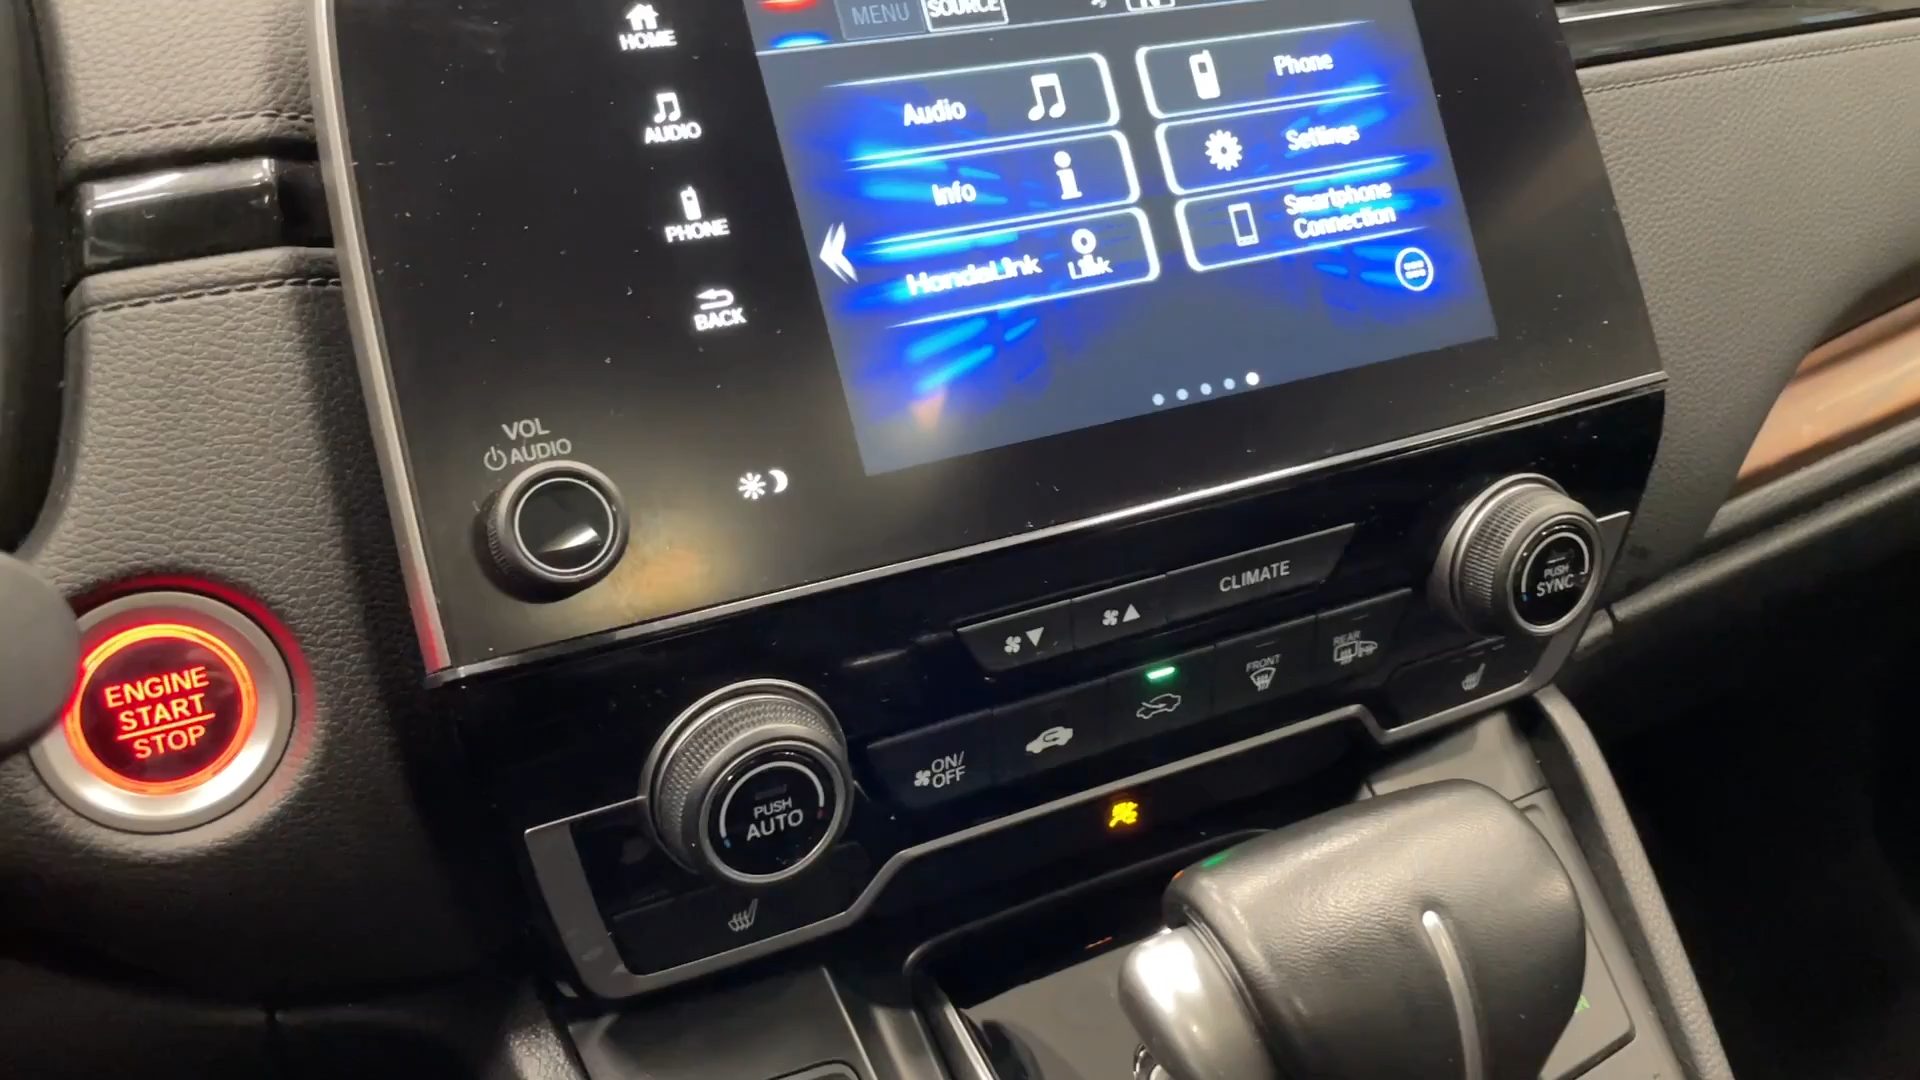 HOME
AUDIO
PHONE
BACK
MENU
SOURCE
Audio
Phone
Info
Settings
HondaLink
Link
Smartphone
Connection
VOL
AUDIO
ENGINE
START
STOP
CLIMATE
PUSH
SYNC
FRONT
REAR
ON/
OFF
PUSH
AUTO